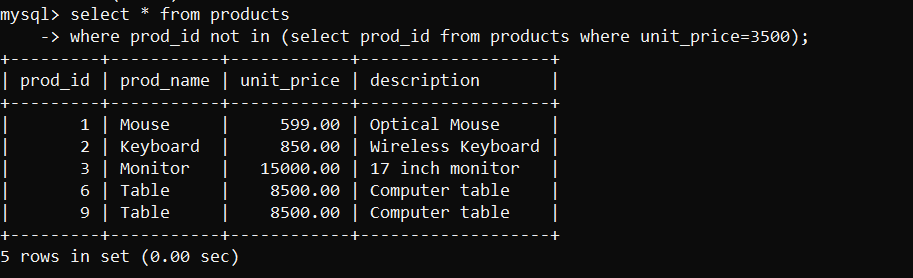 mysql> select * from products
    -> where prod_id not in (select prod_id from products where unit_price=3500);
+---------+-----------+------------+-------------------+
| prod_id | prod_name | unit_price | description       |
+---------+-----------+------------+-------------------+
|       1 | Mouse     |     599.00 | Optical Mouse     |
|       2 | Keyboard  |     850.00 | Wireless Keyboard |
|       3 | Monitor   |   15000.00 | 17 inch monitor   |
|       6 | Table     |    8500.00 | Computer table    |
|       9 | Table     |    8500.00 | Computer table    |
+---------+-----------+------------+-------------------+
5 rows in set (0.00 sec)